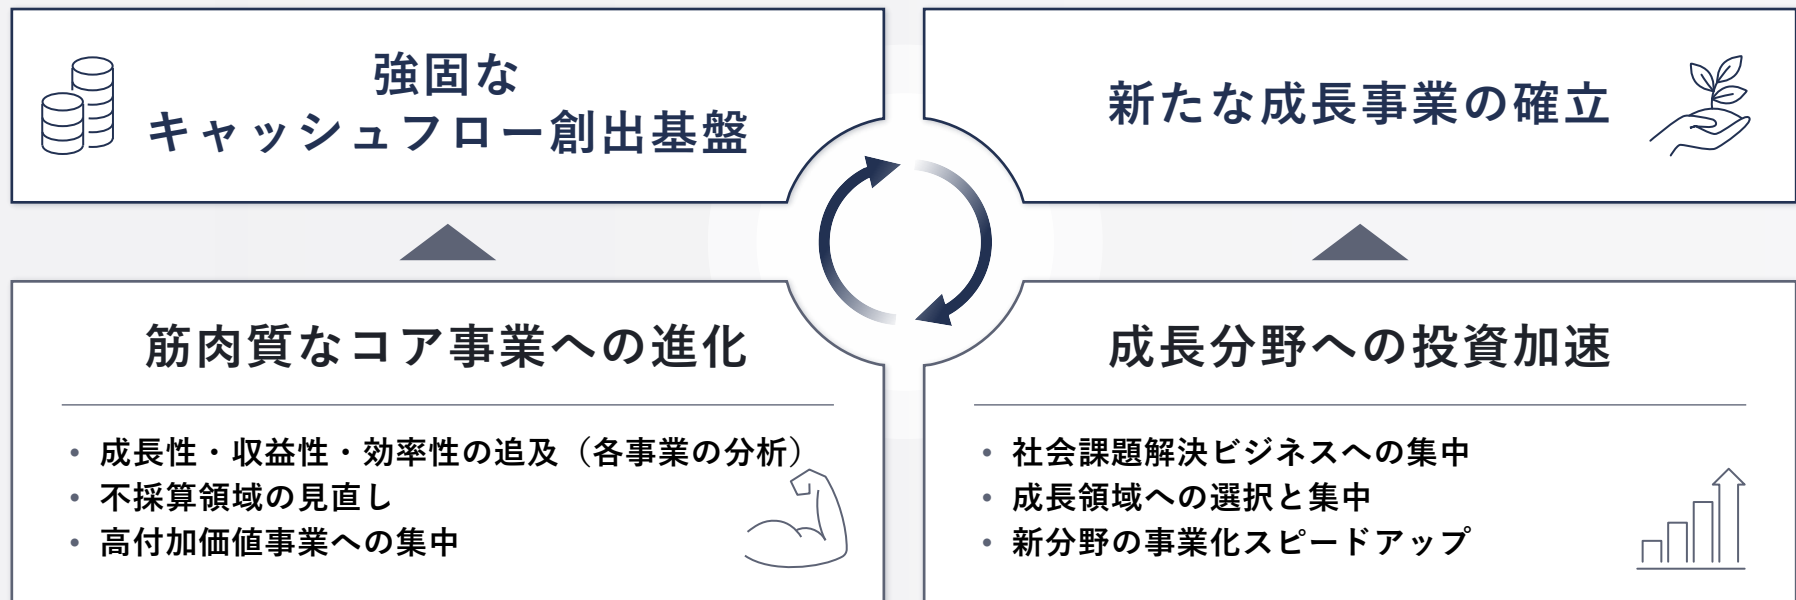 強固な
キャッシュフロー創出基盤
新たな成長事業の確立
筋肉質なコア事業への進化
• 成長性・収益性・効率性の追及（各事業の分析）
• 不採算領域の見直し
• 高付加価値事業への集中
成長分野への投資加速
• 社会課題解決ビジネスへの集中
• 成長領域への選択と集中
• 新分野の事業化スピードアップ